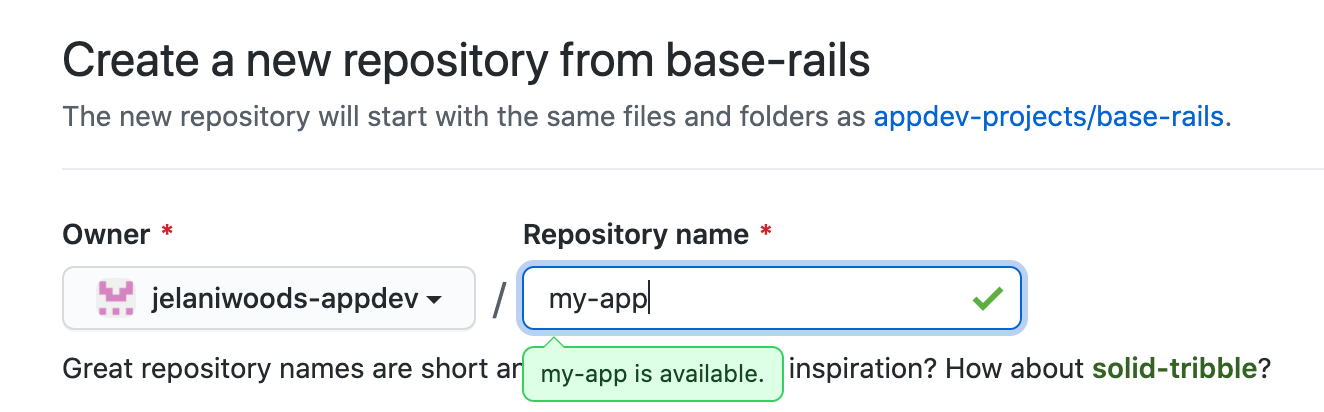 Create a new repository from base-rails
The new repository will start with the same files and folders as appdev-projects/base-rails.
Owner *
Repository name *
jelaniwoods-appdev
/
my-app
Great repository names are short inspiration? How about solid-tribble?
my-app is available.